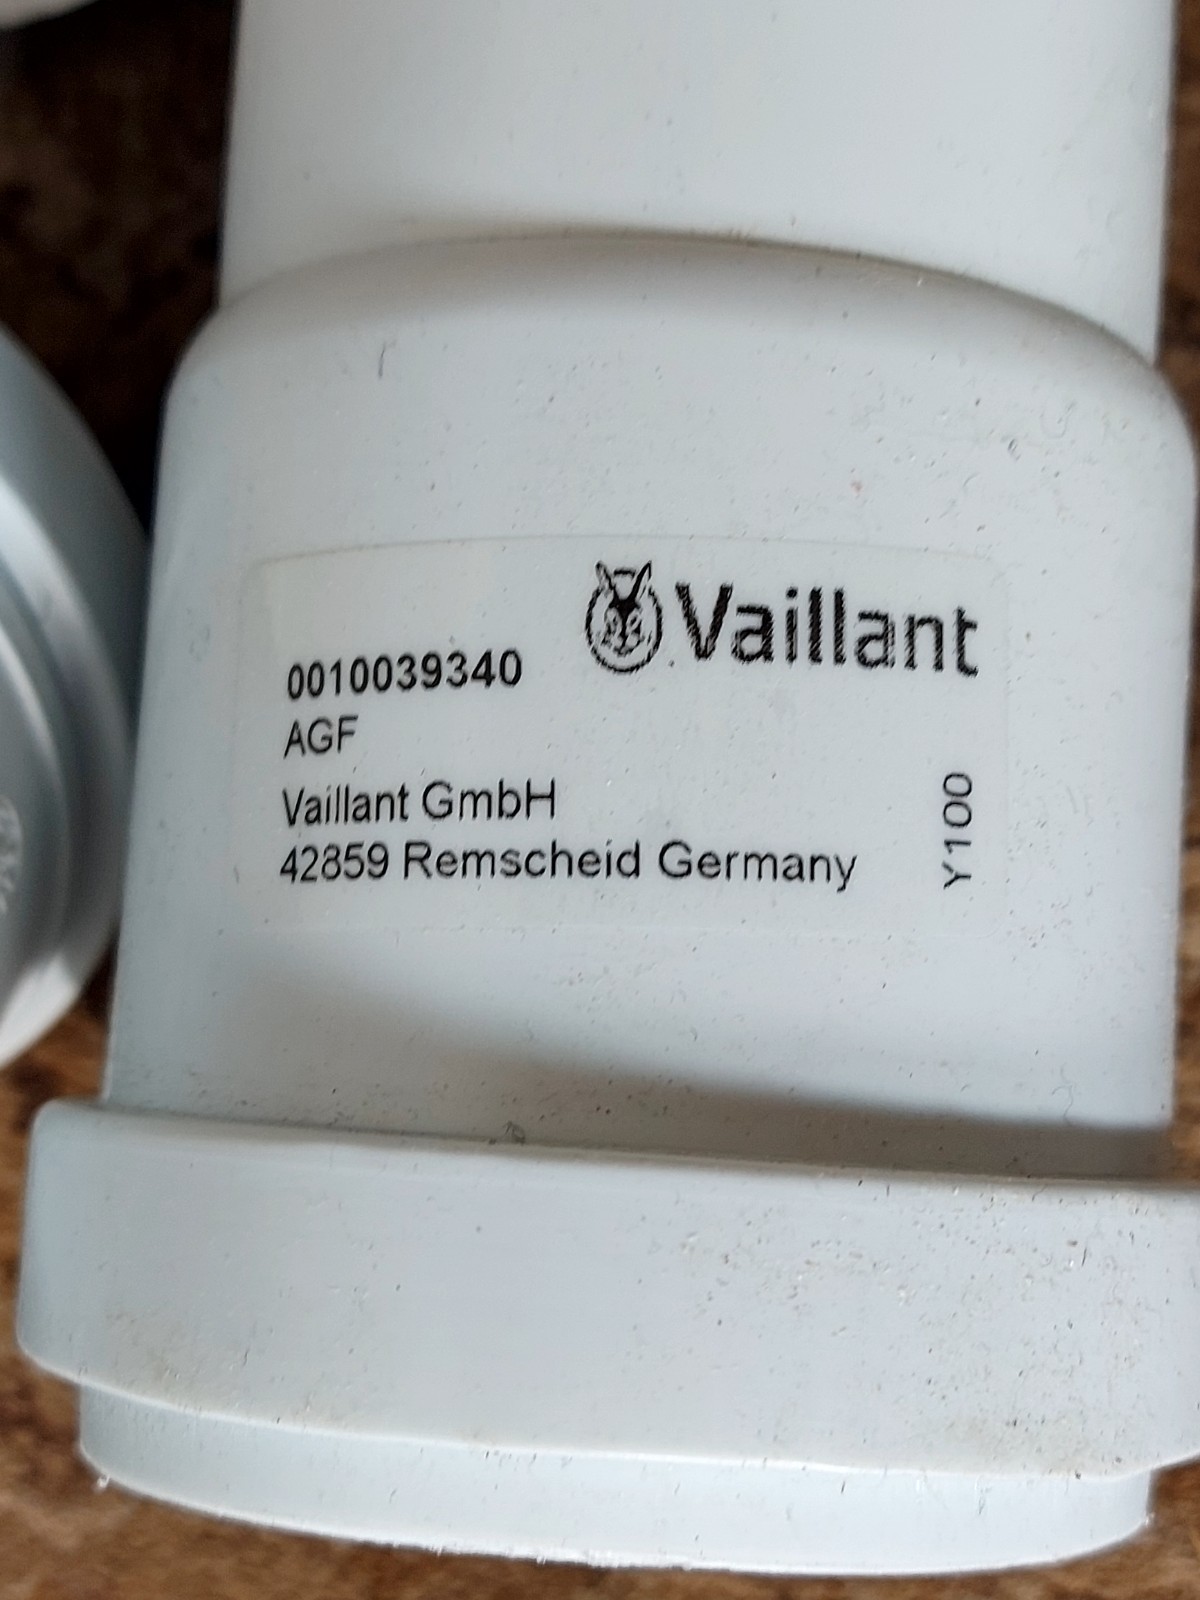 Vaillant
0010039340
AGF
Vaillant GmbH
42859 Remscheid Germany
Y100